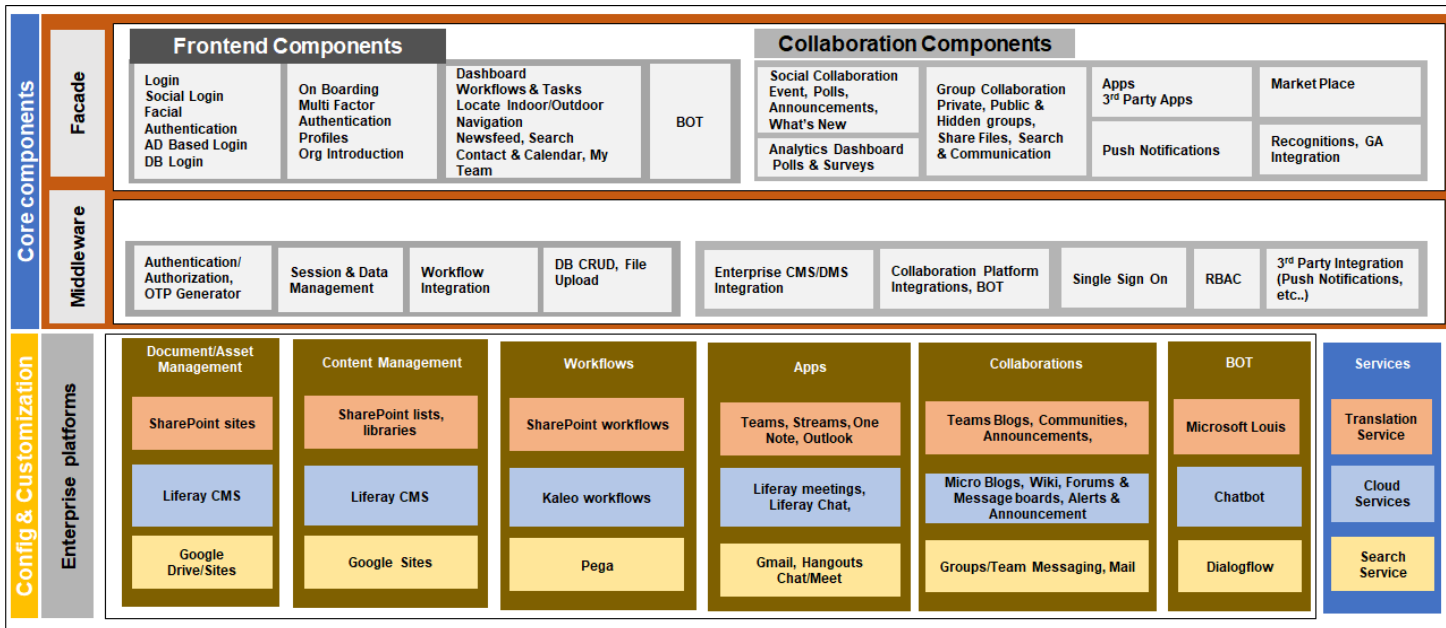 Core components
Facade
Frontend Components
Login
Social Login
Facial
Authentication
AD Based Login
DB Login
On Boarding
Multi Factor
Authentication
Profiles
Org Introduction
Dashboard
Workflows & Tasks
Locate Indoor/Outdoor
Navigation
Newsfeed, Search
Contact & Calendar, My
Team
BOT
Collaboration Components
Social Collaboration
Event, Polls,
Announcements,
What's New
Analytics Dashboard
Polls & Surveys
Group Collaboration
Private, Public &
Hidden groups,
Share Files, Search
& Communication
Apps
3rd Party Apps
Push Notifications
Market Place
Recognitions, GA
Integration
Middleware
Authentication/
Authorization,
OTP Generator
Session & Data
Management
Workflow
Integration
DB CRUD, File
Upload
Enterprise CMS/DMS
Integration
Collaboration Platform
Integrations, BOT
Single Sign On
RBAC
3rd Party Integration
(Push Notifications,
etc..)
Config & Customization
Enterprise platforms
Document/Asset
Management
SharePoint sites
Liferay CMS
Google
Drive/Sites
Content Management
SharePoint lists,
libraries
Liferay CMS
Google Sites
Workflows
SharePoint workflows
Kaleo workflows
Pega
Apps
Teams, Streams, One
Note, Outlook
Liferay meetings,
Liferay Chat,
Gmail, Hangouts
Chat/Meet
Collaborations
Teams Blogs, Communities,
Announcements,
Micro Blogs, Wiki, Forums &
Message boards, Alerts &
Announcement
Groups/Team Messaging, Mail
BOT
Microsoft Louis
Chatbot
Dialogflow
Services
Translation
Service
Cloud
Services
Search
Service